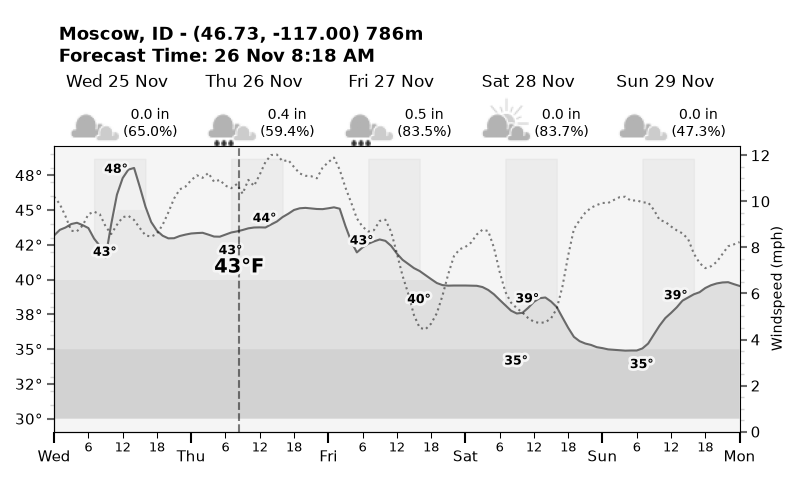 Moscow, ID - (46.73, -117.00) 786m
Forecast Time: 26 Nov 8:18 AM
Wed 25 Nov Thu 26 Nov Fri 27 Nov Sat 28 Nov Sun 29 Nov
0.0 in 0.4 in 0.5 in 0.0 in 0.0 in
(65.0%) (59.4%) (83.5%) (83.7%) (47.3%)
48° 45° 42° 40° 38° 35° 32° 30°
48° 43° 43° 44° 43° 40° 39° 35° 39° 35°
43°F
12 10 8 6 4 2 0
Windspeed (mph)
6 12 18 6 12 18 6 12 18 6 12 18 6 12 18
Wed Thu Fri Sat Sun Mon